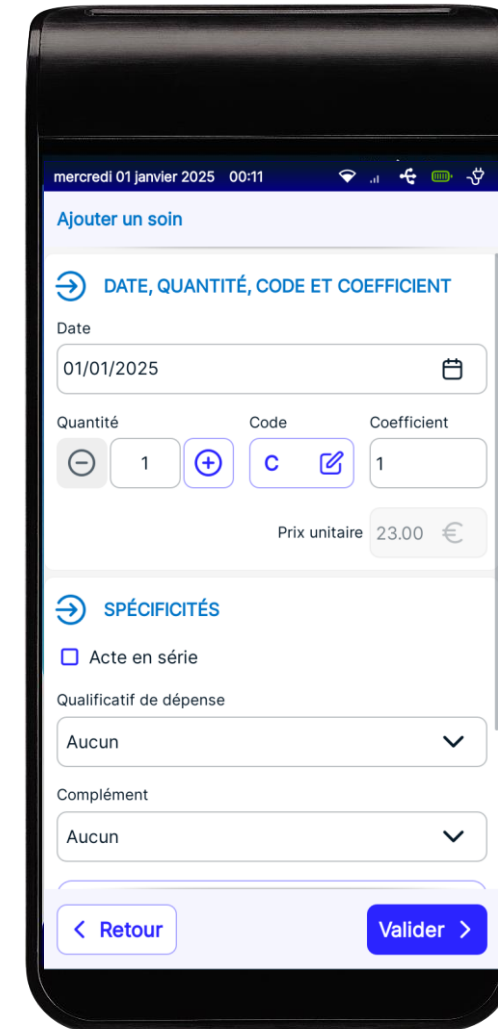 mercredi 01 janvier 2025 00:11
Ajouter un soin
DATE, QUANTITÉ, CODE ET COEFFICIENT
Date
01/01/2025
Quantité Code Coefficient
1 C 1
Prix unitaire 23.00 €
SPÉCIFICITÉS
Acte en série
Qualificatif de dépense
Aucun
Complément
Aucun
Retour Valider